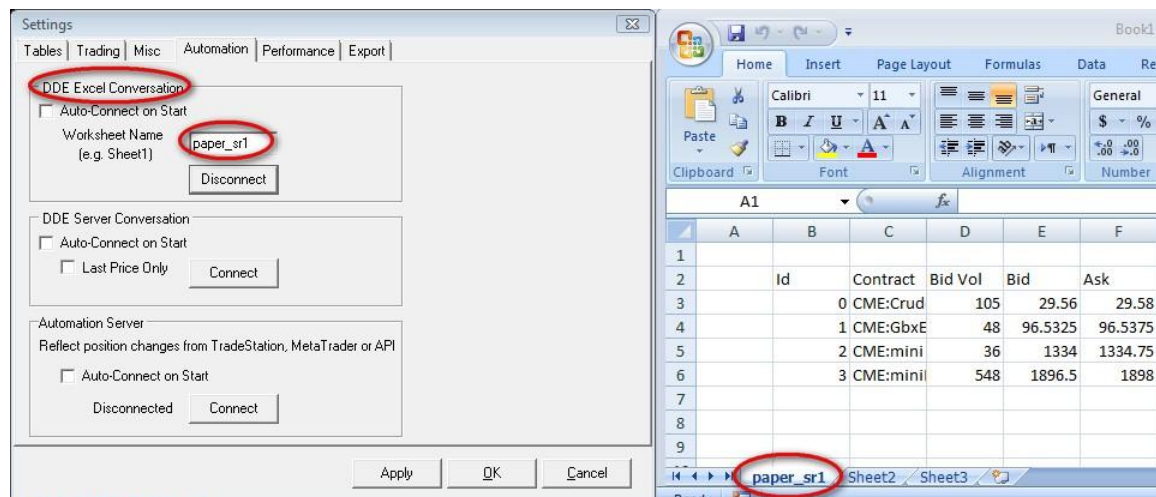 Settings
Tables Trading Misc Automation Performance Export
DDE Excel Conversation
Auto-Connect on Start
Worksheet Name
(e.g. Sheet1)
paper_sr1
Disconnect
DDE Server Conversation
Auto-Connect on Start
Last Price Only
Connect
Automation Server
Reflect position changes from TradeStation, MetaTrader or API
Auto-Connect on Start
Disconnected
Connect
Apply OK Cancel
Book1
Home Insert Page Layout Formulas Data Re
Calibri 11 General
Paste B I U A A $ %
Clipboard Font Alignment Number
A1 fx
A B C D E F
1
2 Id Contract Bid Vol Bid Ask
3 0 CME:Crud 105 29.56 29.58
4 1 CME:GbxE 48 96.5325 96.5375
5 2 CME:mini 36 1334 1334.75
6 3 CME:mini 548 1896.5 1898
7
8
9
paper_sr1 Sheet2 Sheet3